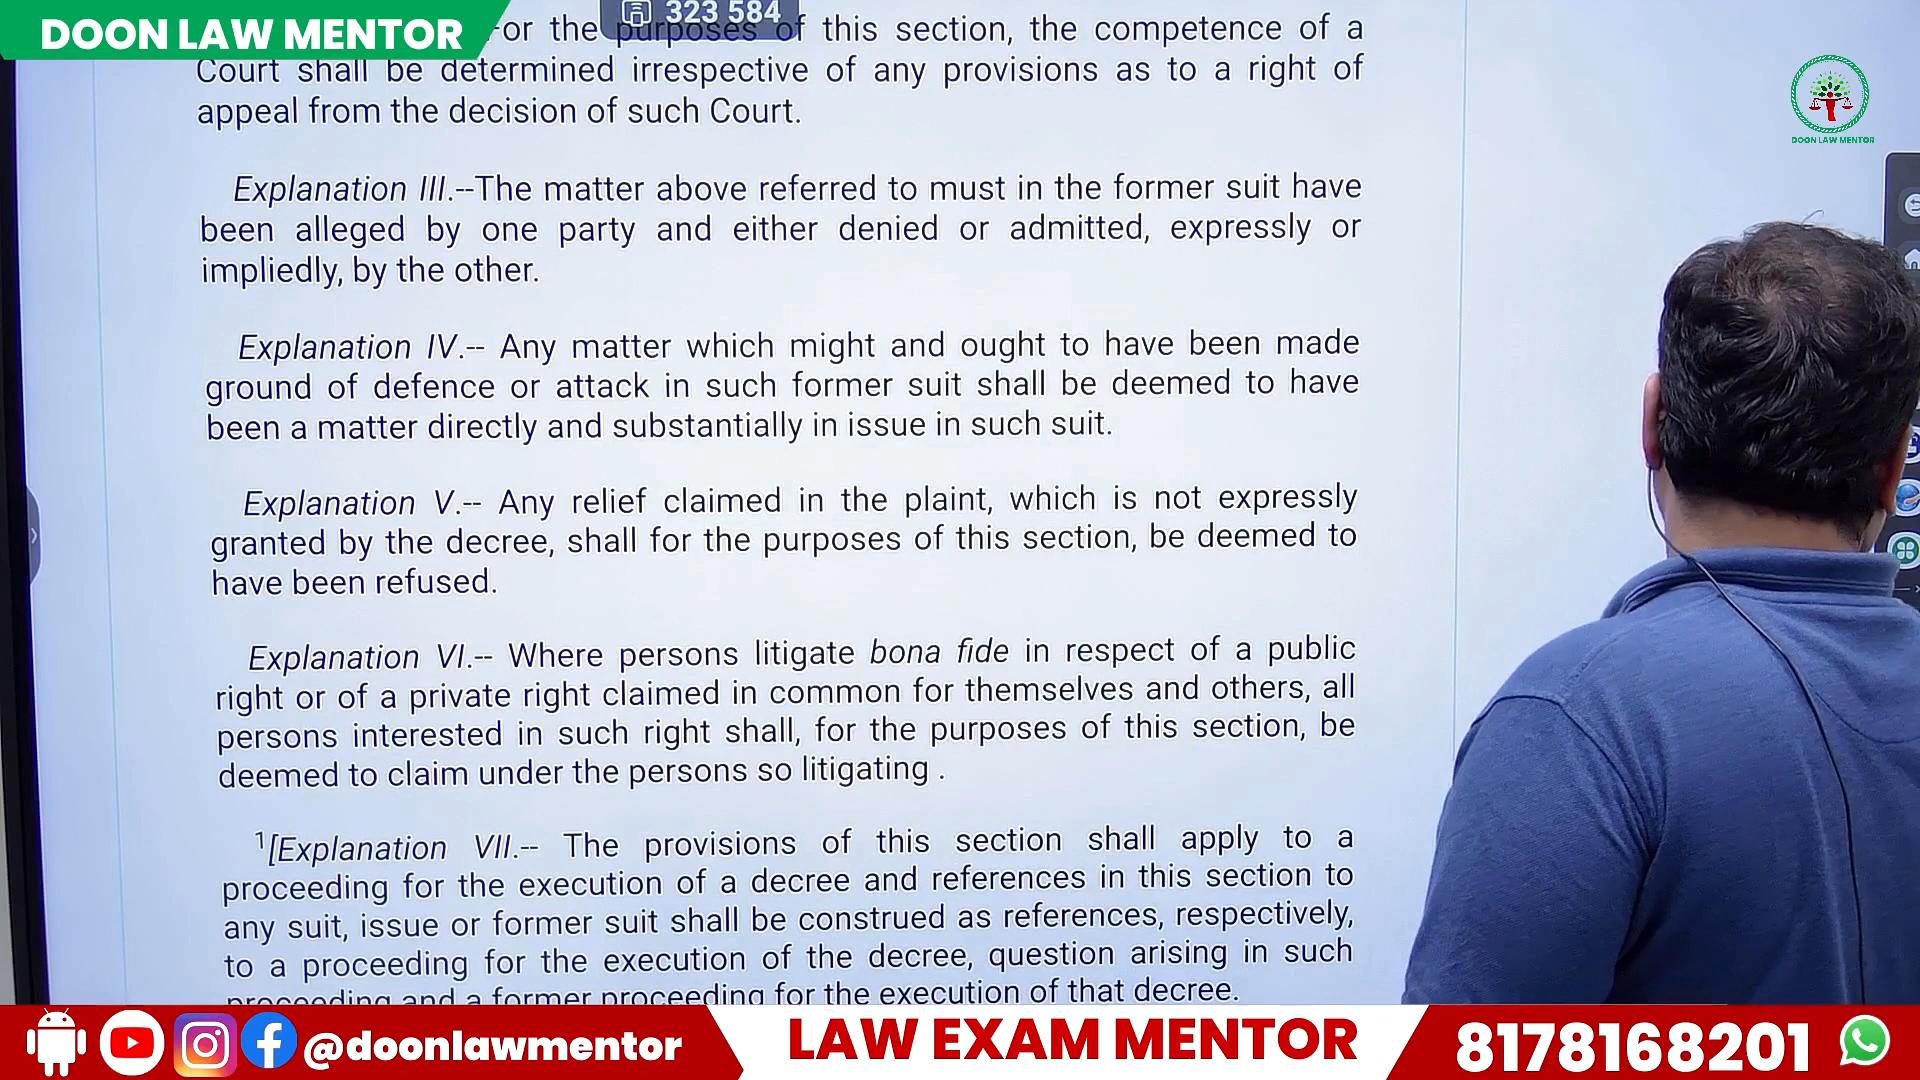 DOON LAW MENTOR
323 584
or the purposes of this section, the competence of a
Court shall be determined irrespective of any provisions as to a right of
appeal from the decision of such Court.
DOON LAW MENTOR
Explanation III.--The matter above referred to must in the former suit have
been alleged by one party and either denied or admitted, expressly or
impliedly, by the other.
Explanation IV.-- Any matter which might and ought to have been made
ground of defence or attack in such former suit shall be deemed to have
been a matter directly and substantially in issue in such suit.
Explanation V.-- Any relief claimed in the plaint, which is not expressly
granted by the decree, shall for the purposes of this section, be deemed to
have been refused.
Explanation VI.-- Where persons litigate bona fide in respect of a public
right or of a private right claimed in common for themselves and others, all
persons interested in such right shall, for the purposes of this section, be
deemed to claim under the persons so litigating .
1[Explanation VII.-- The provisions of this section shall apply to a
proceeding for the execution of a decree and references in this section to
any suit, issue or former suit shall be construed as references, respectively,
to a proceeding for the execution of the decree, question arising in such
proceeding and a former proceeding for the execution of that decree.
@doonlawmentor
LAW EXAM MENTOR
8178168201